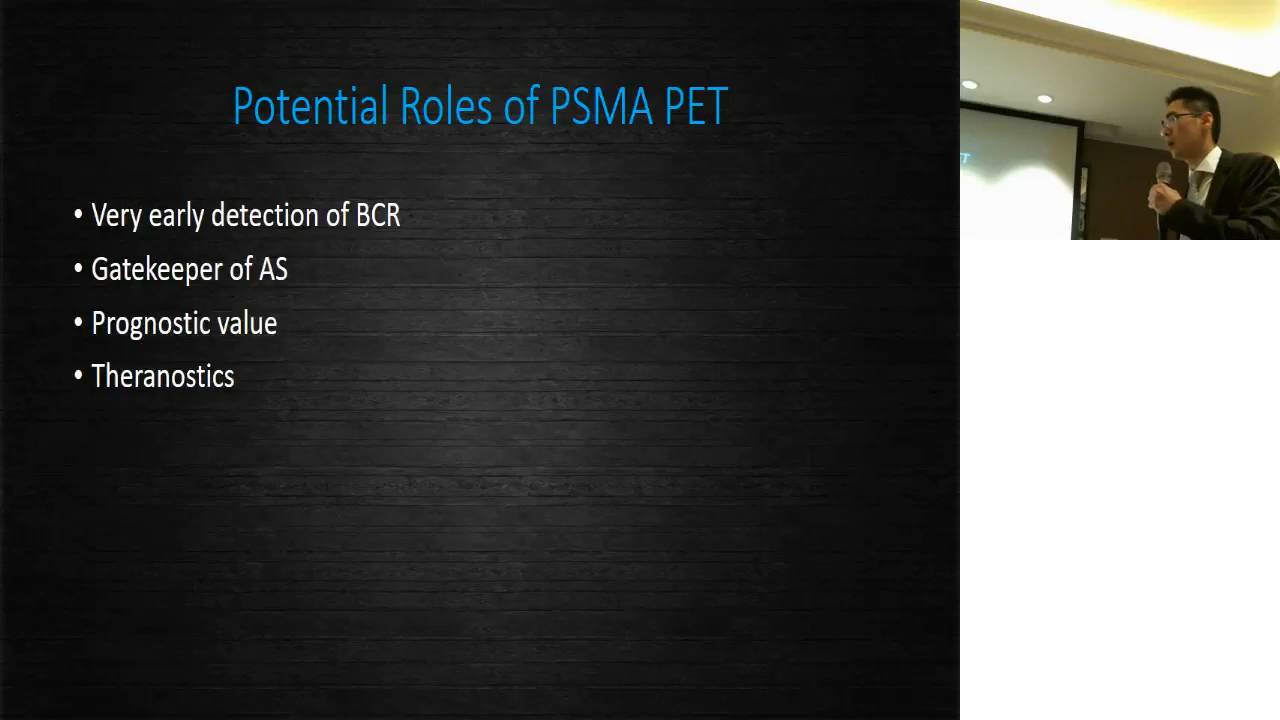 Potential Roles of PSMA PET
• Very early detection of BCR
• Gatekeeper of AS
• Prognostic value
• Theranostics